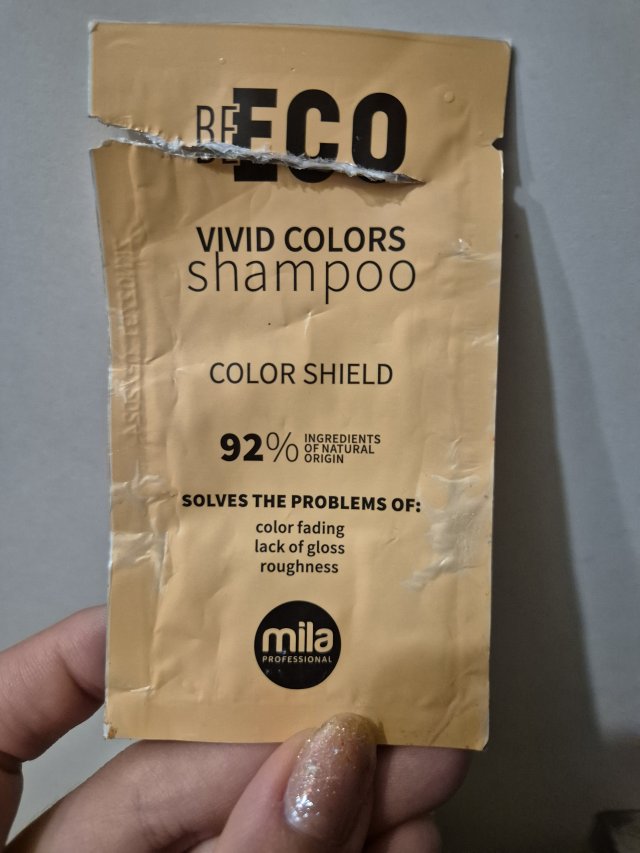 BE ECO
VIVID COLORS
shampoo
COLOR SHIELD
92% INGREDIENTS
OF NATURAL
ORIGIN
SOLVES THE PROBLEMS OF:
color fading
lack of gloss
roughness
mila
PROFESSIONAL